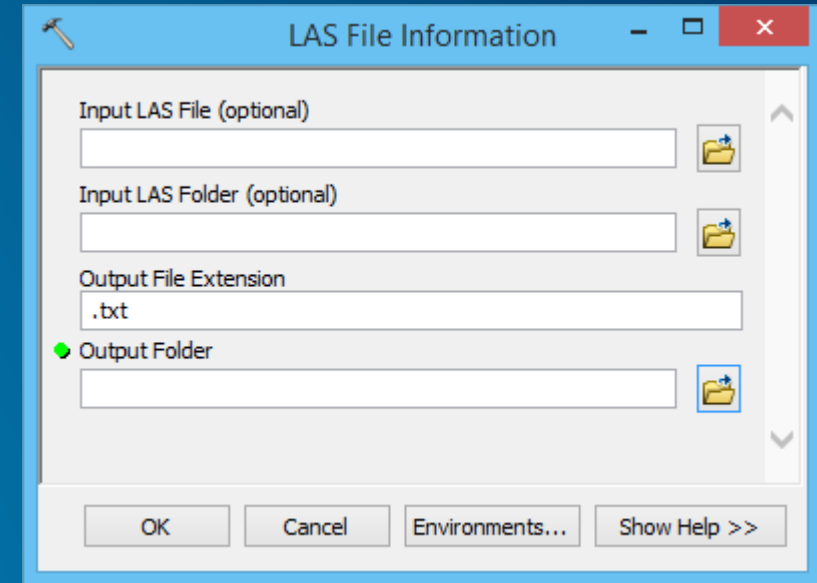 LAS File Information
Input LAS File (optional)
Input LAS Folder (optional)
Output File Extension
.txt
Output Folder
OK Cancel Environments... Show Help >>